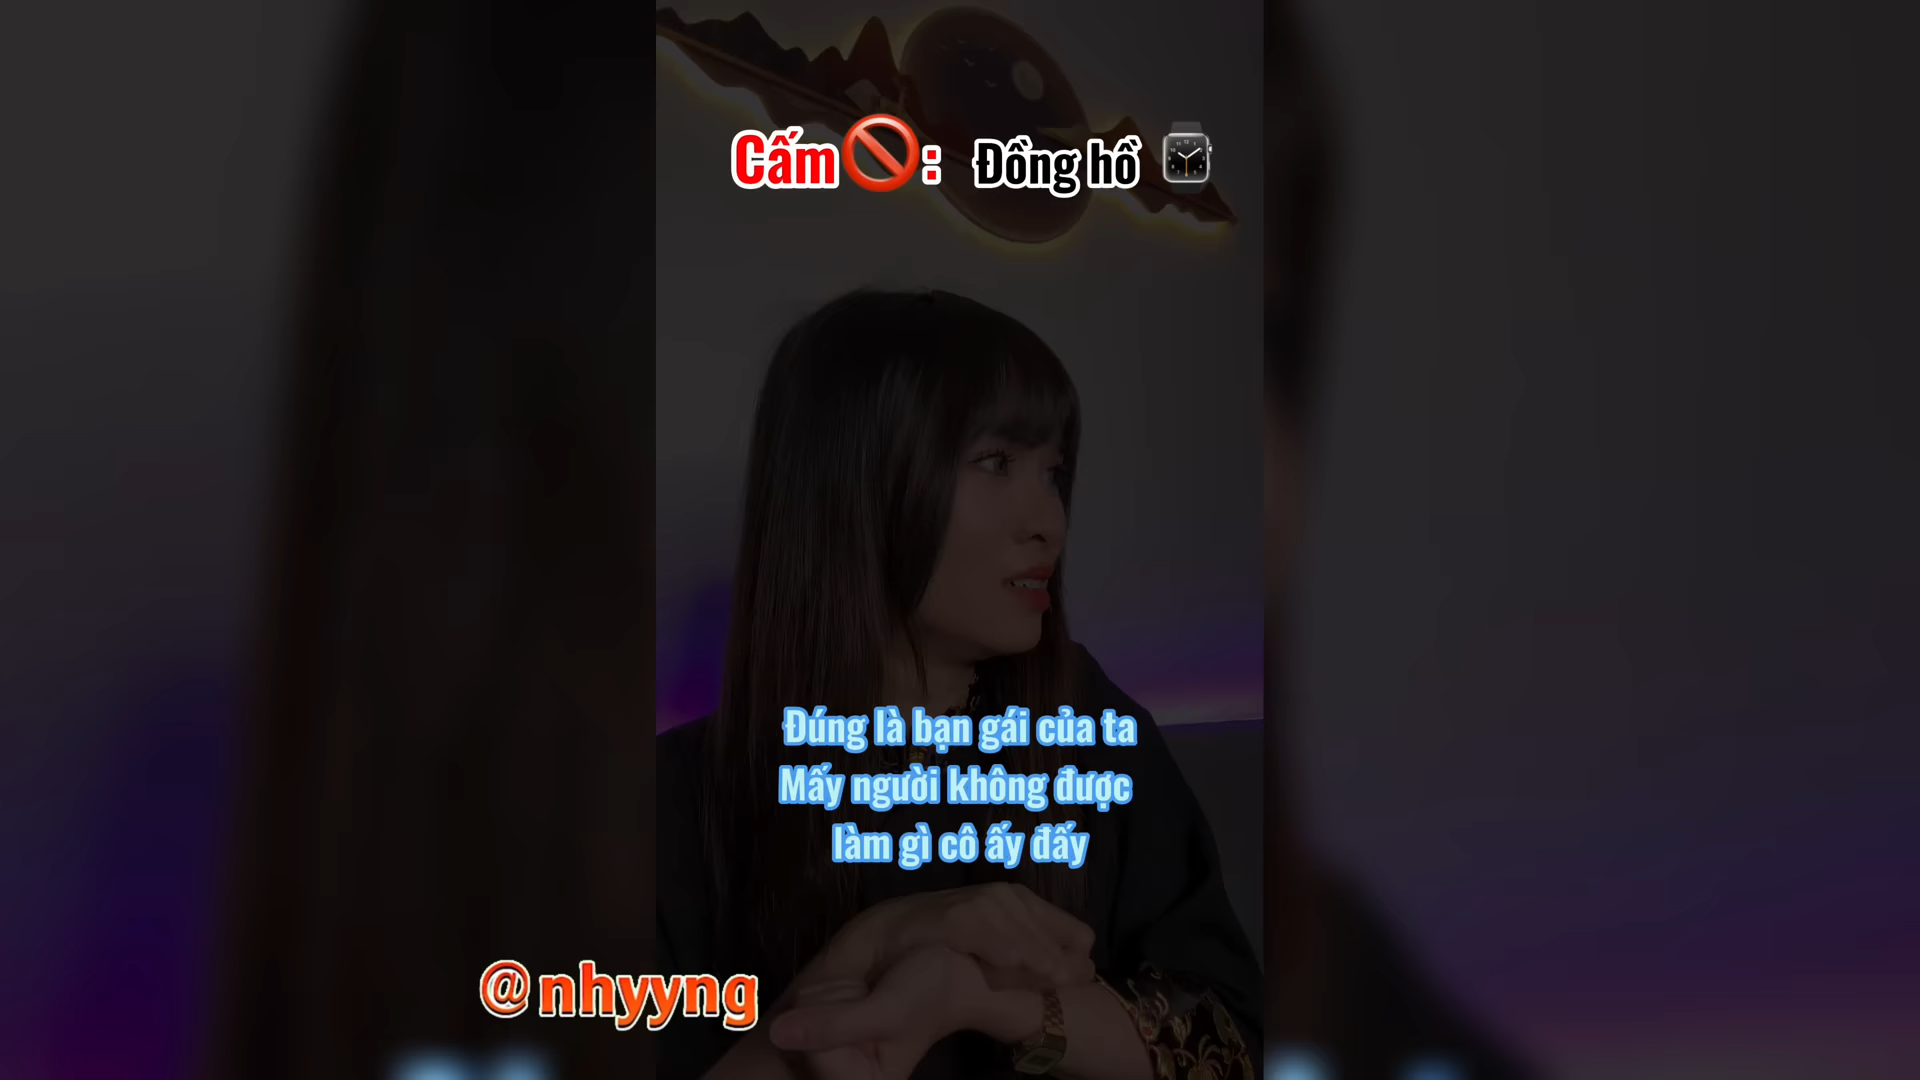 Cấm🚫: Đồng hồ ⌚
Đúng là bạn gái của ta
Mấy người không được
làm gì cô ấy đấy
@nhyyng